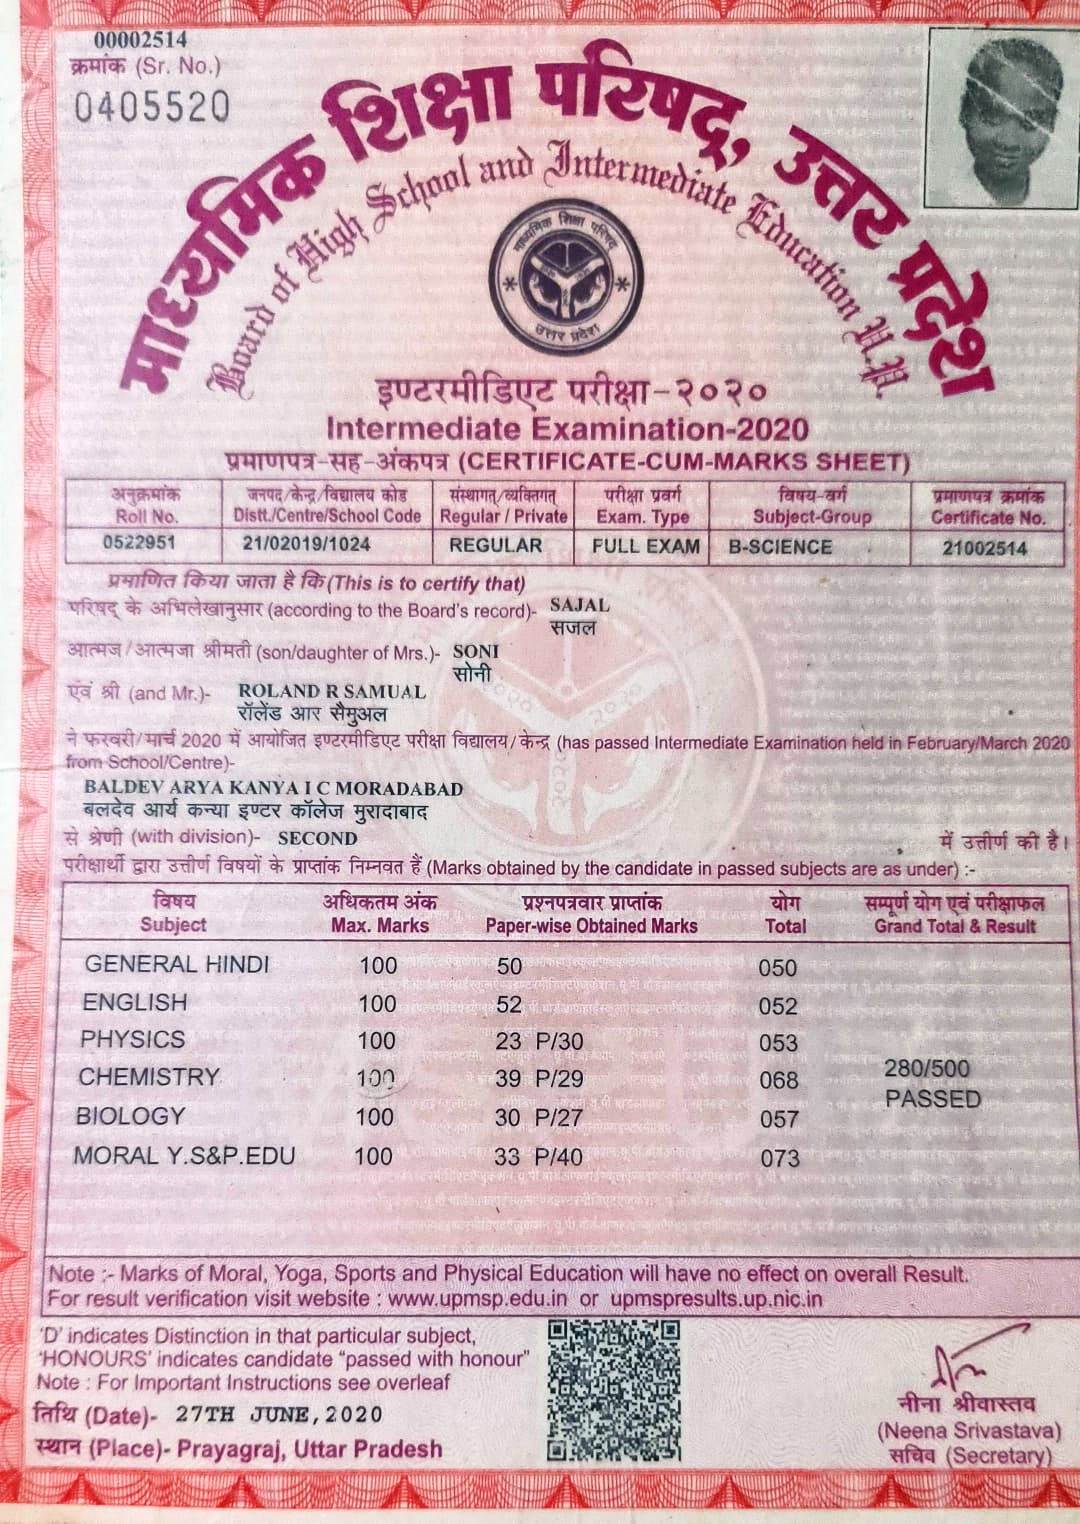 00002514
क्रमांक (Sr. No.)
0405520
माध्यमिक शिक्षा परिषद्, उत्तर प्रदेश
Board of High School and Intermediate Education U.P.
माध्यमिक शिक्षा परिषद्
उत्तर प्रदेश
इण्टरमीडिएट परीक्षा-२०२०
Intermediate Examination-2020
प्रमाणपत्र-सह-अंकपत्र (CERTIFICATE-CUM-MARKS SHEET)
अनुक्रमांक जनपद/केन्द्र/विद्यालय कोड संस्थागत/व्यक्तिगत परीक्षा प्रवर्ग विषय-वर्ग प्रमाणपत्र क्रमांक
Roll No. Distt./Centre/School Code Regular / Private Exam. Type Subject-Group Certificate No.
0522951 21/02019/1024 REGULAR FULL EXAM B-SCIENCE 21002514
प्रमाणित किया जाता है कि (This is to certify that)
परिषद् के अभिलेखानुसार (according to the Board's record)- SAJAL
सजल
आत्मज/आत्मजा श्रीमती (son/daughter of Mrs.)- SONI
सोनी
एवं श्री (and Mr.)- ROLAND R SAMUAL
रॉलेंड आर सैमुअल
ने फरवरी/मार्च 2020 में आयोजित इण्टरमीडिएट परीक्षा विद्यालय/केन्द्र (has passed Intermediate Examination held in February/March 2020
from School/Centre)-
BALDEV ARYA KANYA I C MORADABAD
बलदेव आर्य कन्या इण्टर कॉलेज मुरादाबाद
से श्रेणी (with division)- SECOND में उत्तीर्ण की है।
परीक्षार्थी द्वारा उत्तीर्ण विषयों के प्राप्तांक निम्नवत हैं (Marks obtained by the candidate in passed subjects are as under) :-
विषय अधिकतम अंक प्रश्नपत्रवार प्राप्तांक योग सम्पूर्ण योग एवं परीक्षाफल
Subject Max. Marks Paper-wise Obtained Marks Total Grand Total & Result
GENERAL HINDI 100 50 050
ENGLISH 100 52 052
PHYSICS 100 23 P/30 053
CHEMISTRY 100 39 P/29 068 280/500
PASSED
BIOLOGY 100 30 P/27 057
MORAL Y.S&P.EDU 100 33 P/40 073
Note :- Marks of Moral, Yoga, Sports and Physical Education will have no effect on overall Result.
For result verification visit website : www.upmsp.edu.in or upmspresults.up.nic.in
'D' indicates Distinction in that particular subject,
'HONOURS' indicates candidate "passed with honour"
Note : For Important Instructions see overleaf
तिथि (Date)- 27TH JUNE, 2020
स्थान (Place)- Prayagraj, Uttar Pradesh
नीना श्रीवास्तव
(Neena Srivastava)
सचिव (Secretary)